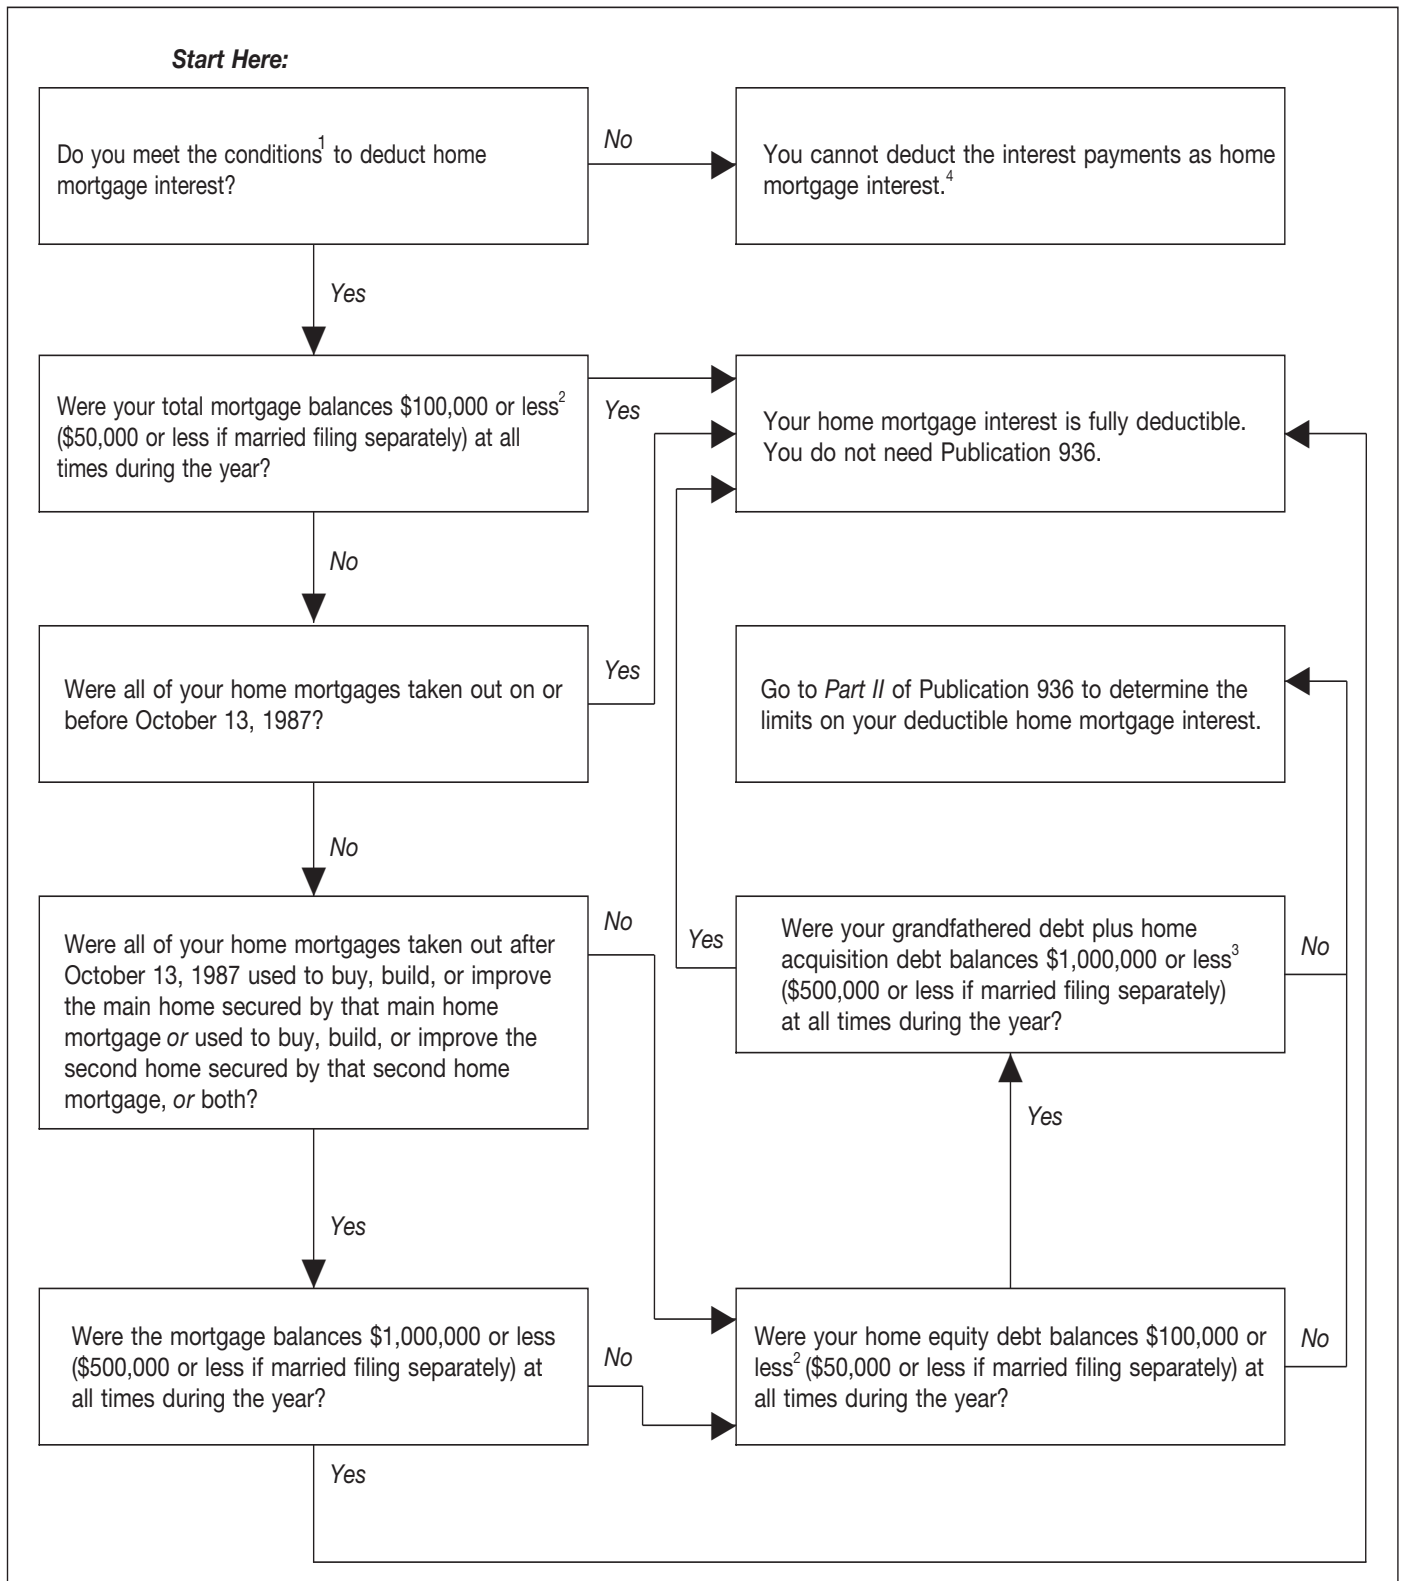 Start Here:
Do you meet the conditions¹ to deduct home
mortgage interest?
No
You cannot deduct the interest payments as home
mortgage interest.⁴
Yes
Were your total mortgage balances $100,000 or less²
($50,000 or less if married filing separately) at all
times during the year?
Yes
Your home mortgage interest is fully deductible.
You do not need Publication 936.
No
Were all of your home mortgages taken out on or
before October 13, 1987?
Yes
Go to Part II of Publication 936 to determine the
limits on your deductible home mortgage interest.
No
Were all of your home mortgages taken out after
October 13, 1987 used to buy, build, or improve
the main home secured by that main home
mortgage or used to buy, build, or improve the
second home secured by that second home
mortgage, or both?
No
Yes
Were your grandfathered debt plus home
acquisition debt balances $1,000,000 or less³
($500,000 or less if married filing separately)
at all times during the year?
No
Yes
Yes
Were the mortgage balances $1,000,000 or less
($500,000 or less if married filing separately) at
all times during the year?
No
Were your home equity debt balances $100,000 or
less² ($50,000 or less if married filing separately) at
all times during the year?
No
Yes